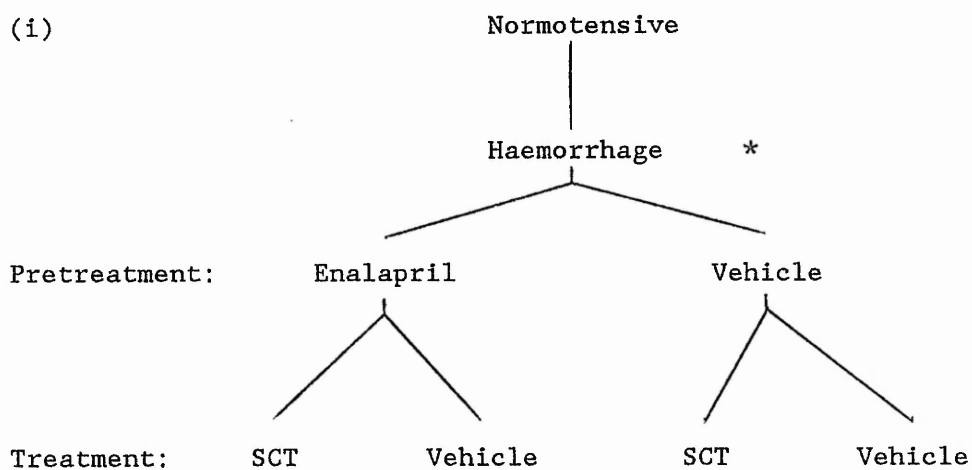 (i) Normotensive
Haemorrhage *
Pretreatment: Enalapril Vehicle
Treatment: SCT Vehicle SCT Vehicle